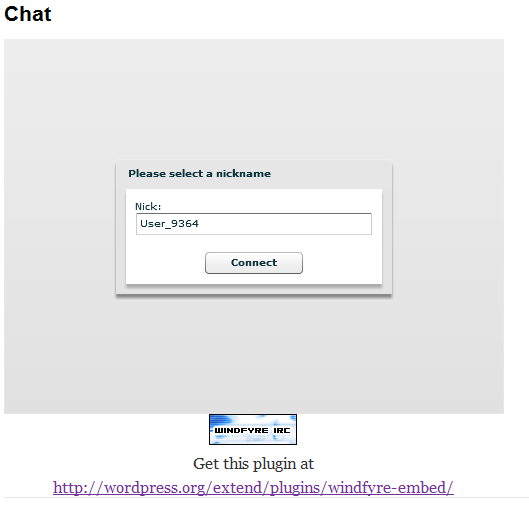 Chat
Please select a nickname
Nick:
User_9364
Connect
WINDFYRE IRC
Get this plugin at
http://wordpress.org/extend/plugins/windfyre-embed/